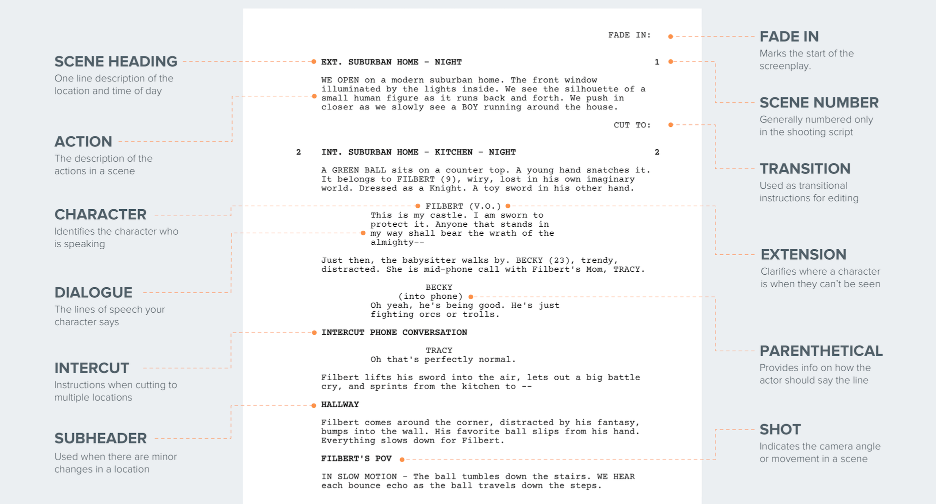 SCENE HEADING
One line description of the
location and time of day
ACTION
The description of the
actions in a scene
CHARACTER
Identifies the character who
is speaking
DIALOGUE
The lines of speech your
character says
INTERCUT
Instructions when cutting to
multiple locations
SUBHEADER
Used when there are minor
changes in a location
FADE IN:
EXT. SUBURBAN HOME - NIGHT 1
WE OPEN on a modern suburban home. The front window
illuminated by the lights inside. We see the silhouette of a
small human figure as it runs back and forth. We push in
closer as we slowly see a BOY running around the house.
CUT TO:
2 INT. SUBURBAN HOME - KITCHEN - NIGHT 2
A GREEN BALL sits on a counter top. A young hand snatches it.
It belongs to FILBERT (9), wiry, lost in his own imaginary
world. Dressed as a Knight. A toy sword in his other hand.
FILBERT (V.O.)
This is my castle. I am sworn to
protect it. Anyone that stands in
my way shall bear the wrath of the
almighty--
Just then, the babysitter walks by. BECKY (23), trendy,
distracted. She is mid-phone call with Filbert's Mom, TRACY.
BECKY
(into phone)
Oh yeah, he's being good. He's just
fighting orcs or trolls.
INTERCUT PHONE CONVERSATION
TRACY
Oh that's perfectly normal.
Filbert lifts his sword into the air, lets out a big battle
cry, and sprints from the kitchen to --
HALLWAY
Filbert comes around the corner, distracted by his fantasy,
bumps into the wall. His favorite ball slips from his hand.
Everything slows down for Filbert.
FILBERT'S POV
IN SLOW MOTION - The ball tumbles down the stairs. WE HEAR
each bounce echo as the ball travels down the steps.
FADE IN
Marks the start of the
screenplay.
SCENE NUMBER
Generally numbered only
in the shooting script
TRANSITION
Used as transitional
instructions for editing
EXTENSION
Clarifies where a character
is when they can't be seen
PARENTHETICAL
Provides info on how the
actor should say the line
SHOT
Indicates the camera angle
or movement in a scene